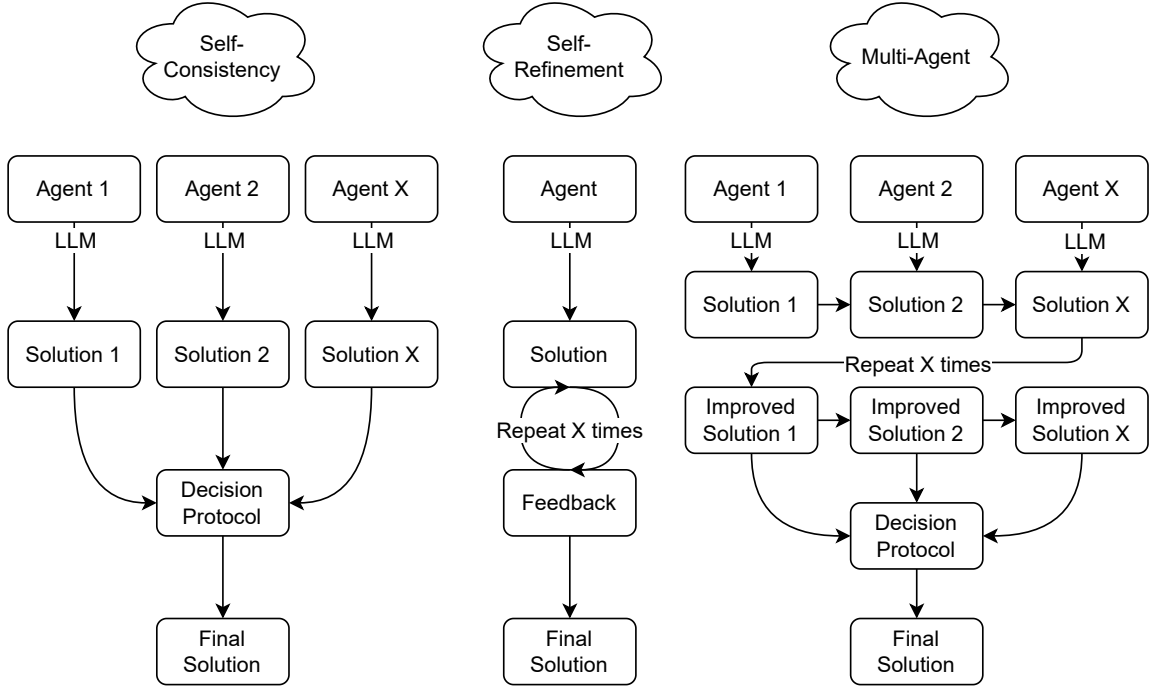 Self-
Consistency
Self-
Refinement
Multi-Agent
Agent 1
Agent 2
Agent X
LLM
LLM
LLM
Solution 1
Solution 2
Solution X
Decision
Protocol
Final
Solution
Agent
LLM
Solution
Repeat X times
Feedback
Final
Solution
Agent 1
Agent 2
Agent X
LLM
LLM
LLM
Solution 1
Solution 2
Solution X
Repeat X times
Improved
Solution 1
Improved
Solution 2
Improved
Solution X
Decision
Protocol
Final
Solution